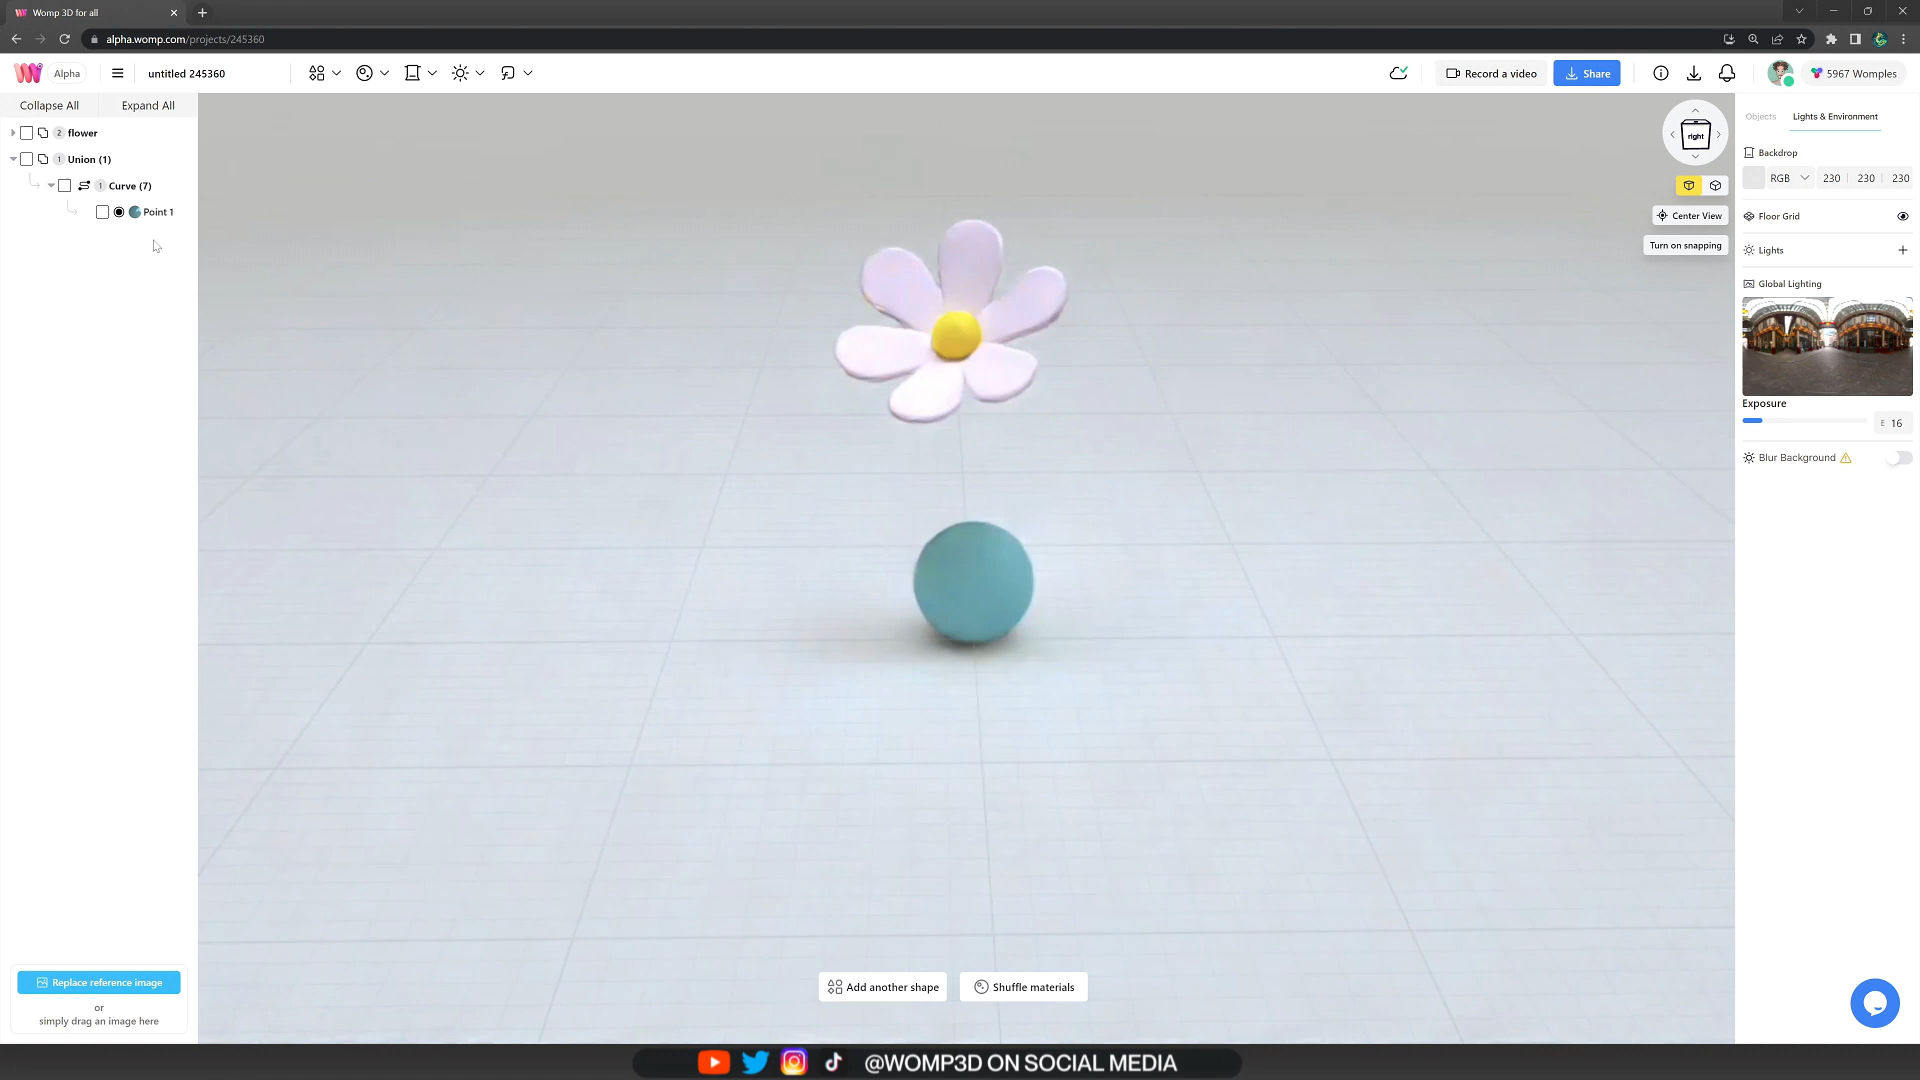 Womp 3D for all
alpha.womp.com/projects/245360
Alpha
untitled 245360
Record a video
Share
5967 Womples
Collapse All
Expand All
2 flower
1 Union (1)
1 Curve (7)
Point 1
right
Center View
Turn on snapping
Objects
Lights & Environment
Backdrop
RGB
230
230
230
Floor Grid
Lights
Global Lighting
Exposure
E 16
Blur Background
Replace reference image
or
simply drag an image here
Add another shape
Shuffle materials
@WOMP3D ON SOCIAL MEDIA